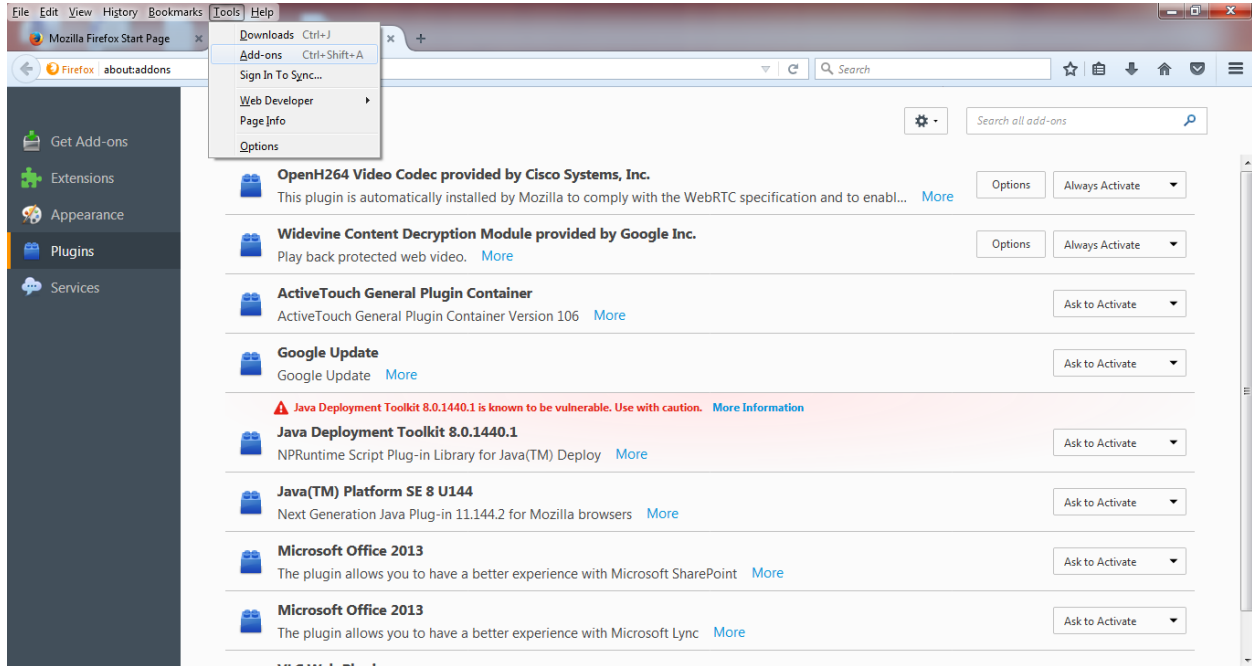 File Edit View History Bookmarks Tools Help
Mozilla Firefox Start Page
Downloads Ctrl+J
Add-ons Ctrl+Shift+A
Sign In To Sync...
Web Developer
Page Info
Options
Firefox about:addons
Search
Search all add-ons
Get Add-ons
Extensions
Appearance
Plugins
Services
OpenH264 Video Codec provided by Cisco Systems, Inc.
This plugin is automatically installed by Mozilla to comply with the WebRTC specification and to enabl... More
Options Always Activate
Widevine Content Decryption Module provided by Google Inc.
Play back protected web video. More
Options Always Activate
ActiveTouch General Plugin Container
ActiveTouch General Plugin Container Version 106 More
Ask to Activate
Google Update
Google Update More
Ask to Activate
Java Deployment Toolkit 8.0.1440.1 is known to be vulnerable. Use with caution. More Information
Java Deployment Toolkit 8.0.1440.1
NPRuntime Script Plug-in Library for Java(TM) Deploy More
Ask to Activate
Java(TM) Platform SE 8 U144
Next Generation Java Plug-in 11.144.2 for Mozilla browsers More
Ask to Activate
Microsoft Office 2013
The plugin allows you to have a better experience with Microsoft SharePoint More
Ask to Activate
Microsoft Office 2013
The plugin allows you to have a better experience with Microsoft Lync More
Ask to Activate